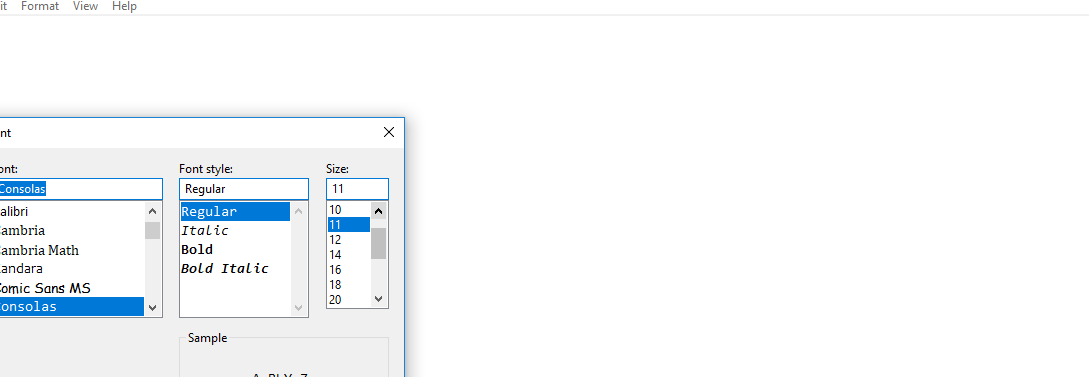 it Format View Help
nt
ont: Font style: Size:
Consolas Regular 11
alibri Regular 10
ambria Italic 11
ambria Math Bold 12
andara Bold Italic 14
omic Sans MS 16
onsolas 18
20
Sample